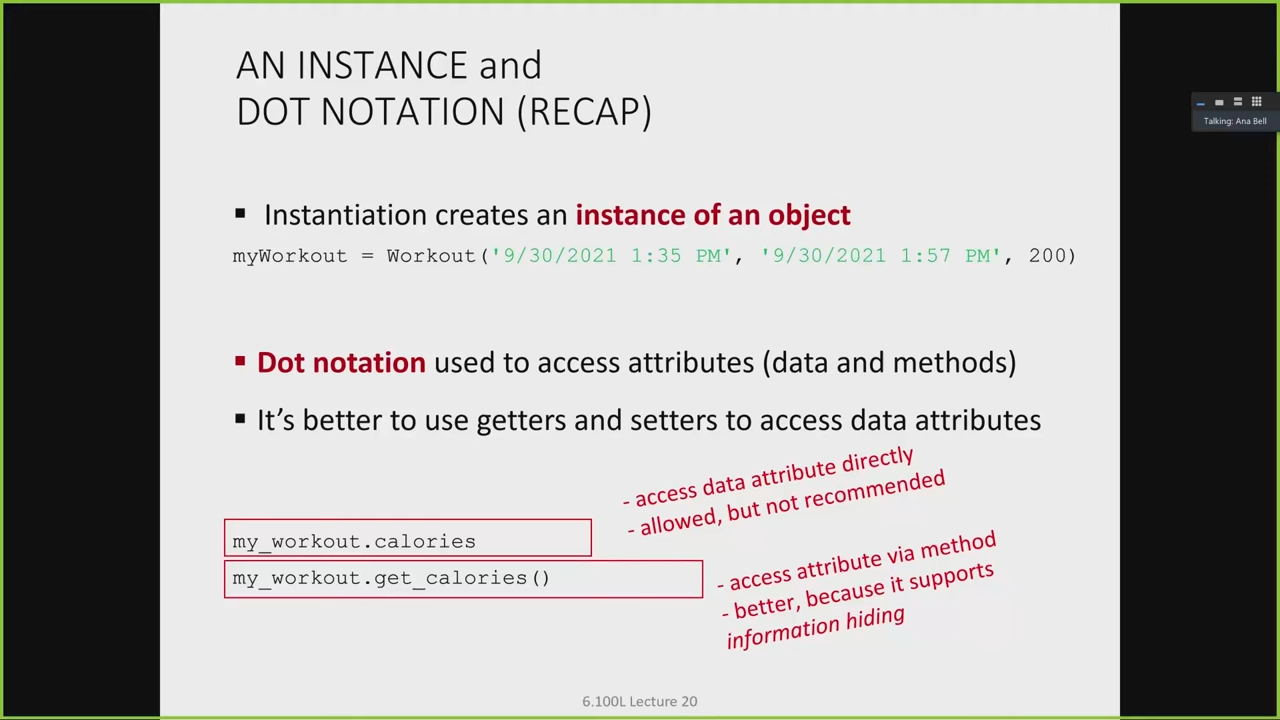 AN INSTANCE and
DOT NOTATION (RECAP)
Talking: Ana Bell
▪ Instantiation creates an instance of an object
myWorkout = Workout('9/30/2021 1:35 PM', '9/30/2021 1:57 PM', 200)
▪ Dot notation used to access attributes (data and methods)
▪ It’s better to use getters and setters to access data attributes
- access data attribute directly
- allowed, but not recommended
my_workout.calories
my_workout.get_calories()
- access attribute via method
- better, because it supports
information hiding
6.100L Lecture 20